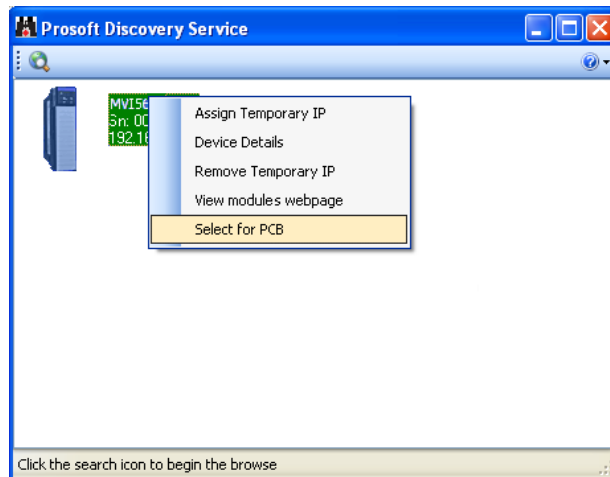 Prosoft Discovery Service
MVI56
Sn: 00
192.16
Assign Temporary IP
Device Details
Remove Temporary IP
View modules webpage
Select for PCB
Click the search icon to begin the browse